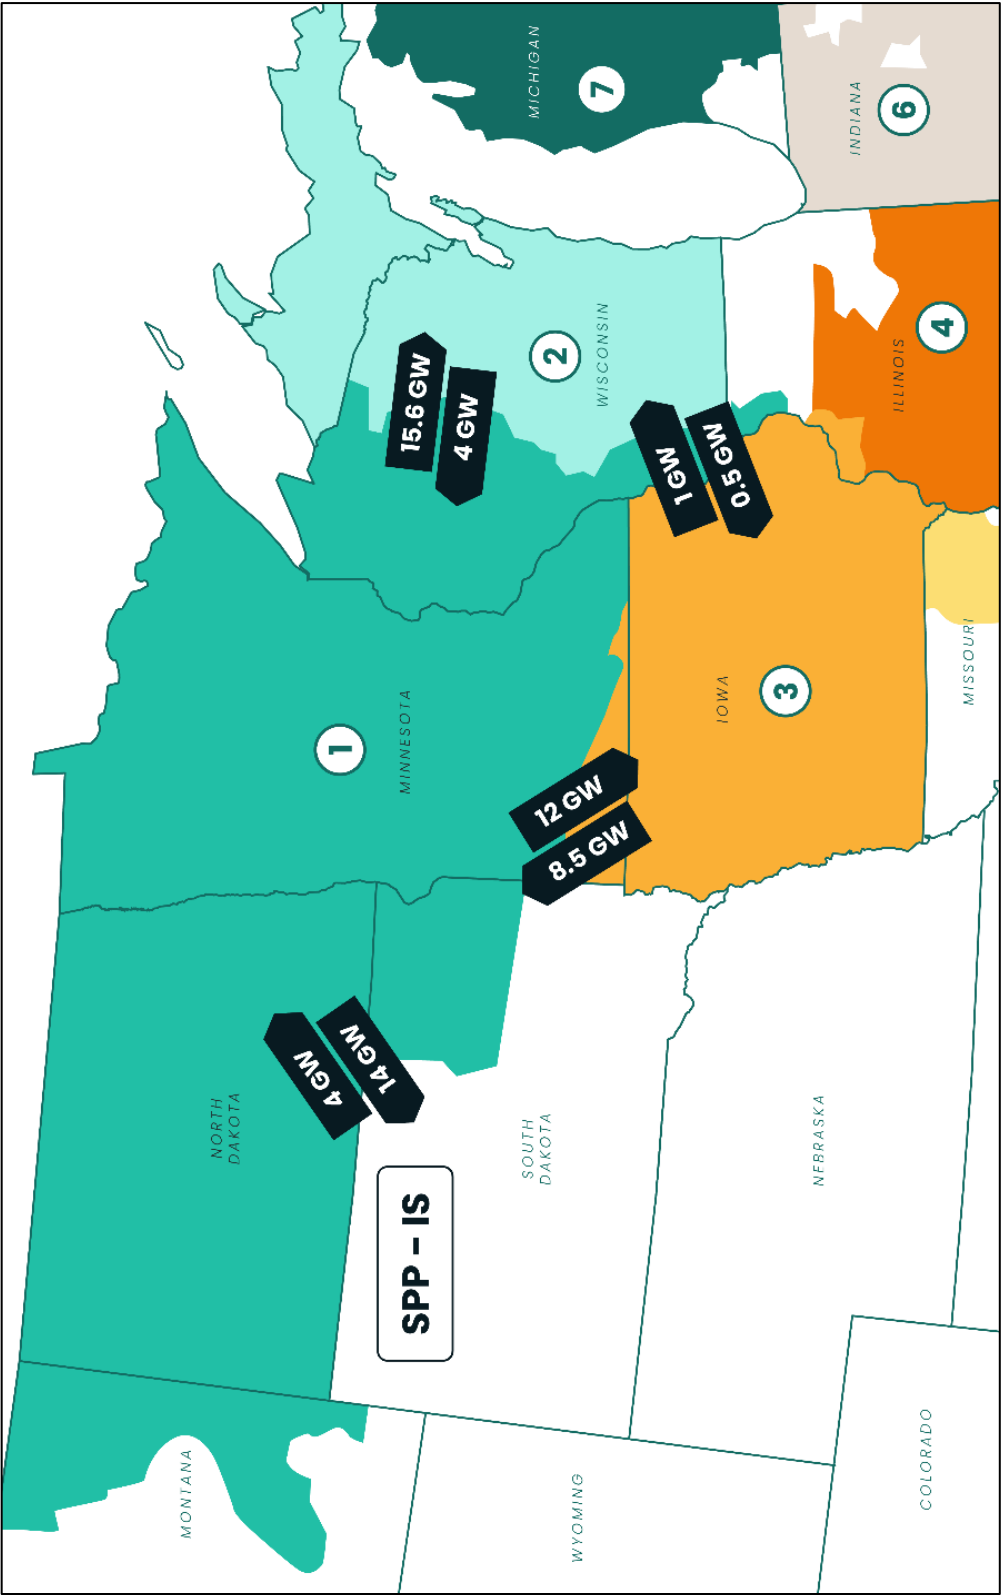 MONTANA
NORTH
DAKOTA
4 GW
14 GW
1
MINNESOTA
SPP – IS
15.6 GW
4 GW
SOUTH
DAKOTA
MICHIGAN
7
2
WISCONSIN
WYOMING
12 GW
8.5 GW
1 GW
0.5 GW
IOWA
3
NEBRASKA
INDIANA
6
ILLINOIS
4
COLORADO
MISSOURI